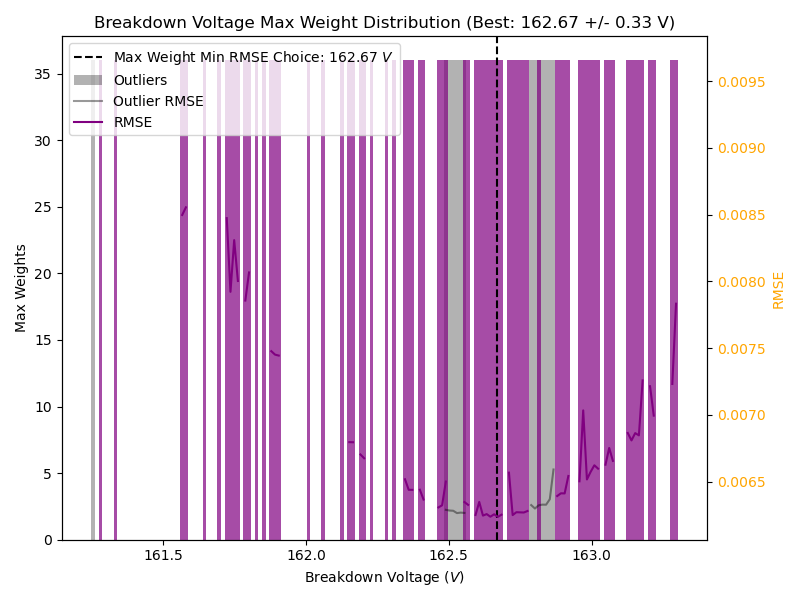 Breakdown Voltage Max Weight Distribution (Best: 162.67 +/- 0.33 V)
Max Weight Min RMSE Choice: 162.67 V
Outliers
Outlier RMSE
RMSE
Max Weights
35
30
25
20
15
10
5
0
0.0095
0.0090
0.0085
0.0080
0.0075
0.0070
0.0065
RMSE
161.5
162.0
162.5
163.0
Breakdown Voltage (V)